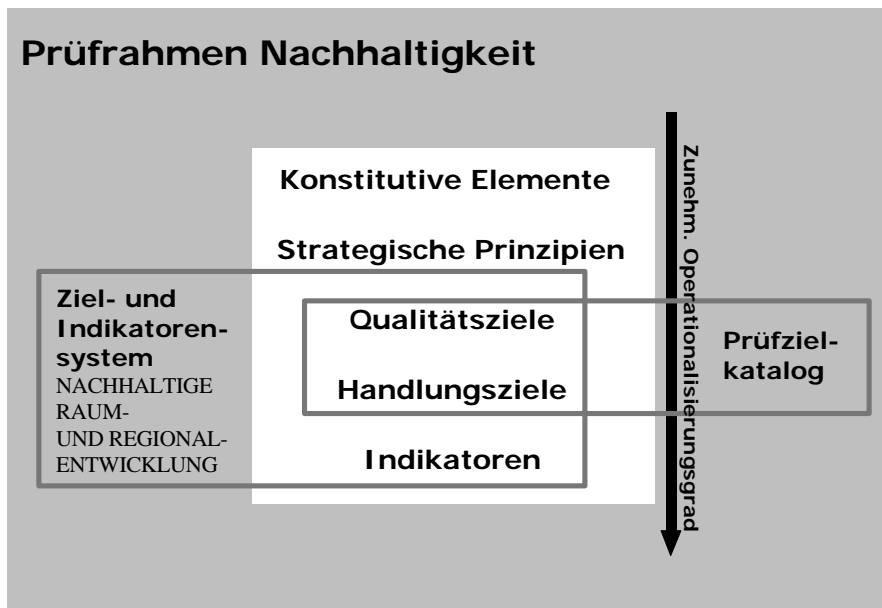 Prüfrahmen Nachhaltigkeit
Konstitutive Elemente
Strategische Prinzipien
Ziel- und
Indikatoren-
system
NACHHALTIGE
RAUM-
UND REGIONAL-
ENTWICKLUNG
Qualitätsziele
Handlungsziele
Indikatoren
Zunehm. Operationalisierungsgrad
Prüfziel-
katalog